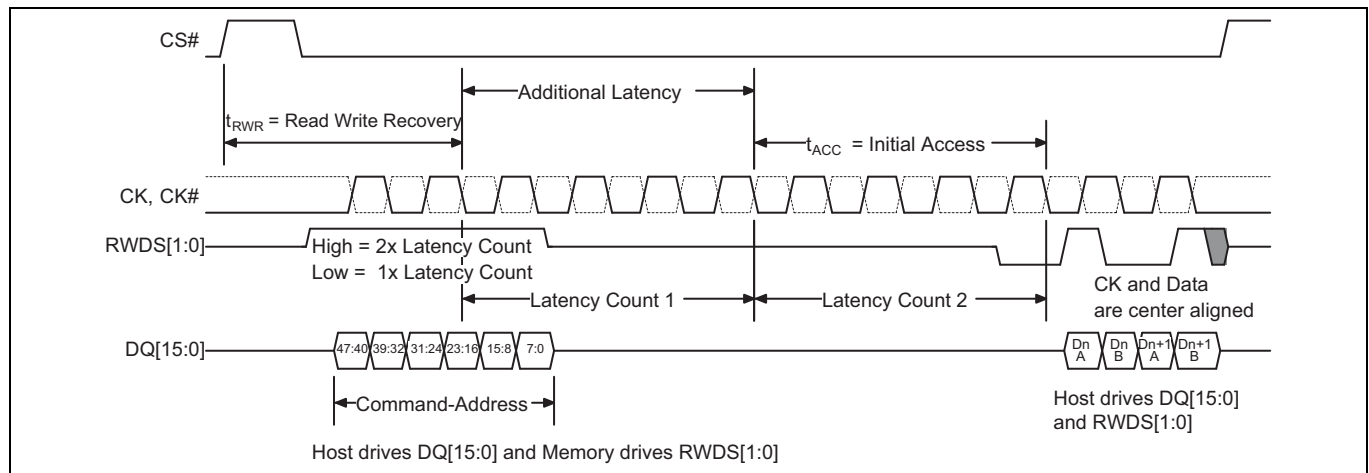 CS#
Additional Latency
tRWR = Read Write Recovery
tACC = Initial Access
CK, CK#
RWDS[1:0]
High = 2x Latency Count
Low = 1x Latency Count
CK and Data
are center aligned
Latency Count 1
Latency Count 2
DQ[15:0]
47:40 39:32 31:24 23:16 15:8 7:0
Dn A Dn B Dn+1 A Dn+1 B
Command-Address
Host drives DQ[15:0]
and RWDS[1:0]
Host drives DQ[15:0] and Memory drives RWDS[1:0]